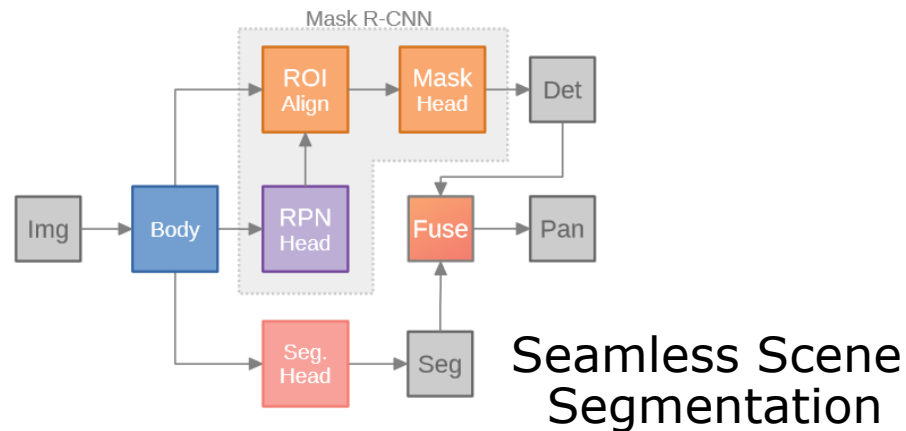 Mask R-CNN
ROI
Align
Mask
Head
Det
Img
Body
RPN
Head
Fuse
Pan
Seg.
Head
Seg
Seamless Scene
Segmentation